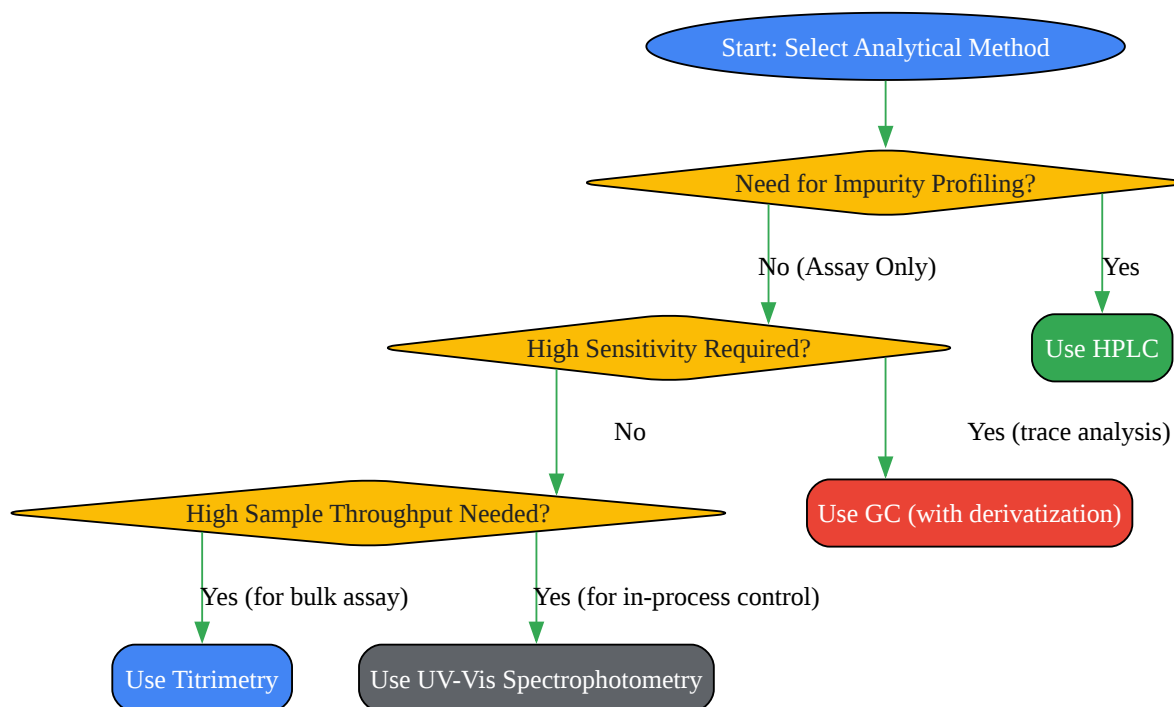 Start: Select Analytical Method
Need for Impurity Profiling?
No (Assay Only)
Yes
High Sensitivity Required?
Use HPLC
No
Yes (trace analysis)
High Sample Throughput Needed?
Use GC (with derivatization)
Yes (for bulk assay)
Yes (for in-process control)
Use Titrimetry
Use UV-Vis Spectrophotometry